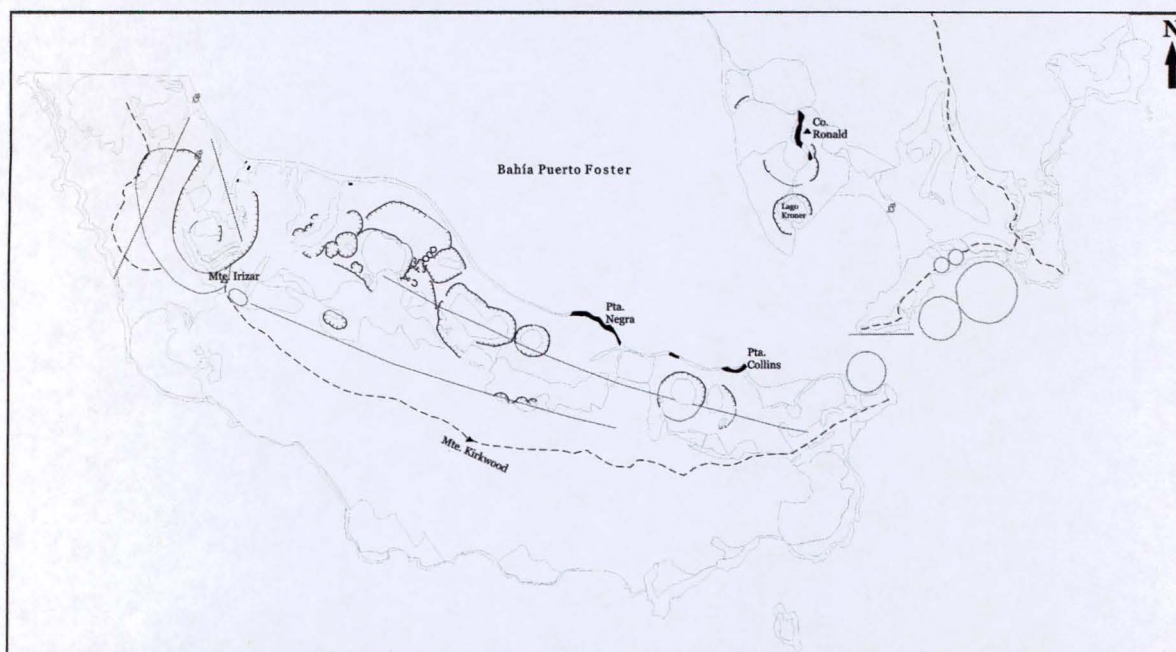 N
Co.
Ronald
Bahía Puerto Foster
Lago
Kroner
Mte. Irizar
Pta.
Negra
Pta.
Collins
Mte. Kirkwood